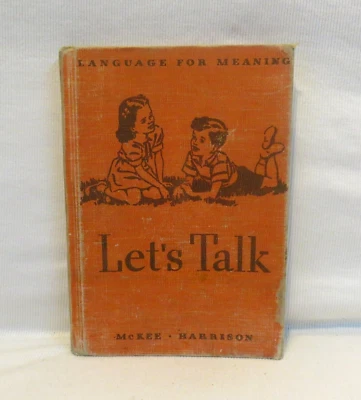 LANGUAGE FOR MEANING
Let's Talk
McKEE · HARRISON